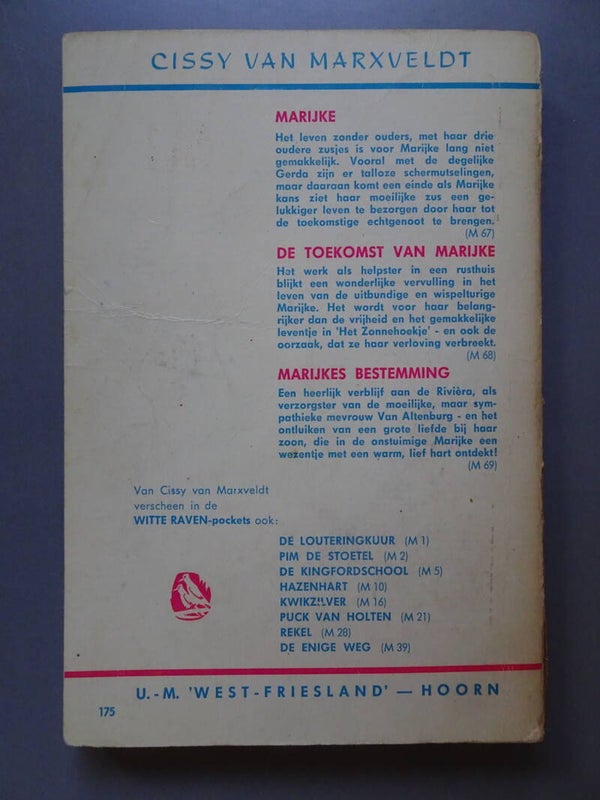 CISSY VAN MARXVELDT
MARIJKE
Het leven zonder ouders, met haar drie
oudere zusjes is voor Marijke lang niet
gemakkelijk. Vooral met de degelijke
Gerda zijn er talloze schermutselingen,
maar daaraan komt een einde als Marijke
kans ziet haar moeilijke zus een ge-
lukkiger leven te bezorgen door haar tot
de toekomstige echtgenoot te brengen.
(M 67)
DE TOEKOMST VAN MARIJKE
Het werk als helpster in een rusthuis
blijkt een wonderlijke vervulling in het
leven van de uitbundige en wispelturige
Marijke. Het wordt voor haar belang-
rijker dan de vrijheid en het gemakkelijke
leventje in 'Het Zonnehoekje' - en ook de
oorzaak, dat ze haar verloving verbreekt.
(M 68)
MARIJKES BESTEMMING
Een heerlijk verblijf aan de Rivièra, als
verzorgster van de moeilijke, maar sym-
pathieke mevrouw Van Altenburg - en het
ontluiken van een grote liefde bij haar
zoon, die in de onstuimige Marijke een
wezentje met een warm, lief hart ontdekt!
(M 69)
Van Cissy van Marxveldt
verscheen in de
WITTE RAVEN-pockets ook:
DE LOUTERINGKUUR (M 1)
PIM DE STOETEL (M 2)
DE KINGFORDSCHOOL (M 5)
HAZENHART (M 10)
KWIKZILVER (M 16)
PUCK VAN HOLTEN (M 21)
REKEL (M 28)
DE ENIGE WEG (M 39)
U.-M. 'WEST-FRIESLAND' — HOORN
175